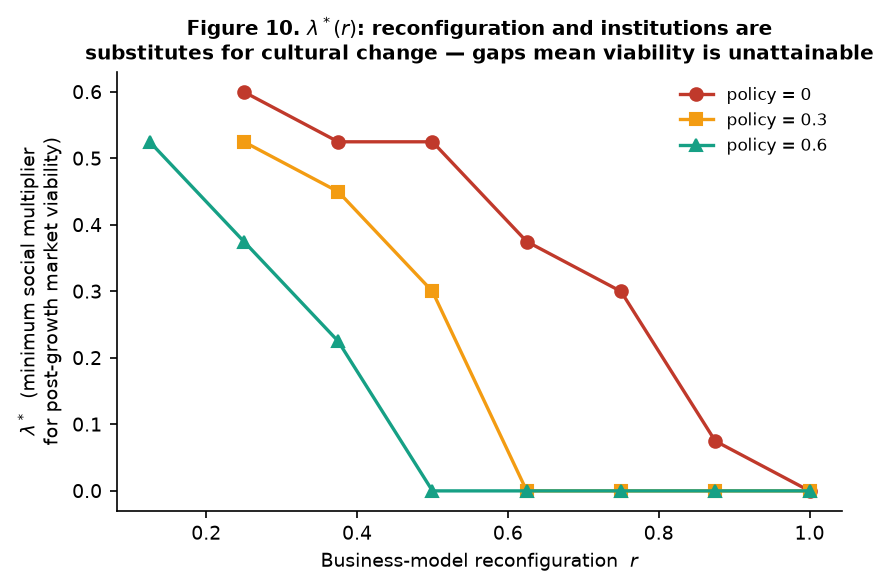 Figure 10. λ*(r): reconfiguration and institutions are
substitutes for cultural change — gaps mean viability is unattainable
policy = 0
policy = 0.3
policy = 0.6
λ* (minimum social multiplier
for post-growth market viability)
0.6
0.5
0.4
0.3
0.2
0.1
0.0
0.2
0.4
0.6
0.8
1.0
Business-model reconfiguration r